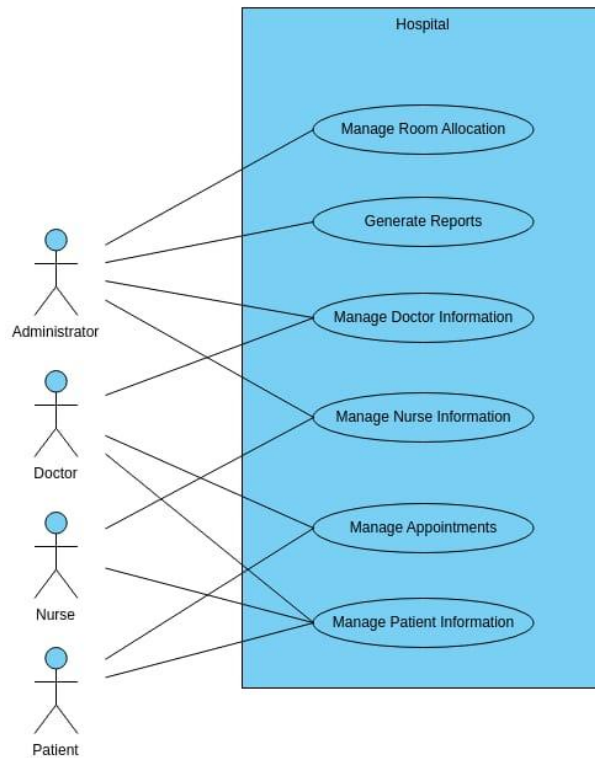 Hospital
Manage Room Allocation
Generate Reports
Manage Doctor Information
Administrator
Manage Nurse Information
Doctor
Manage Appointments
Nurse
Manage Patient Information
Patient